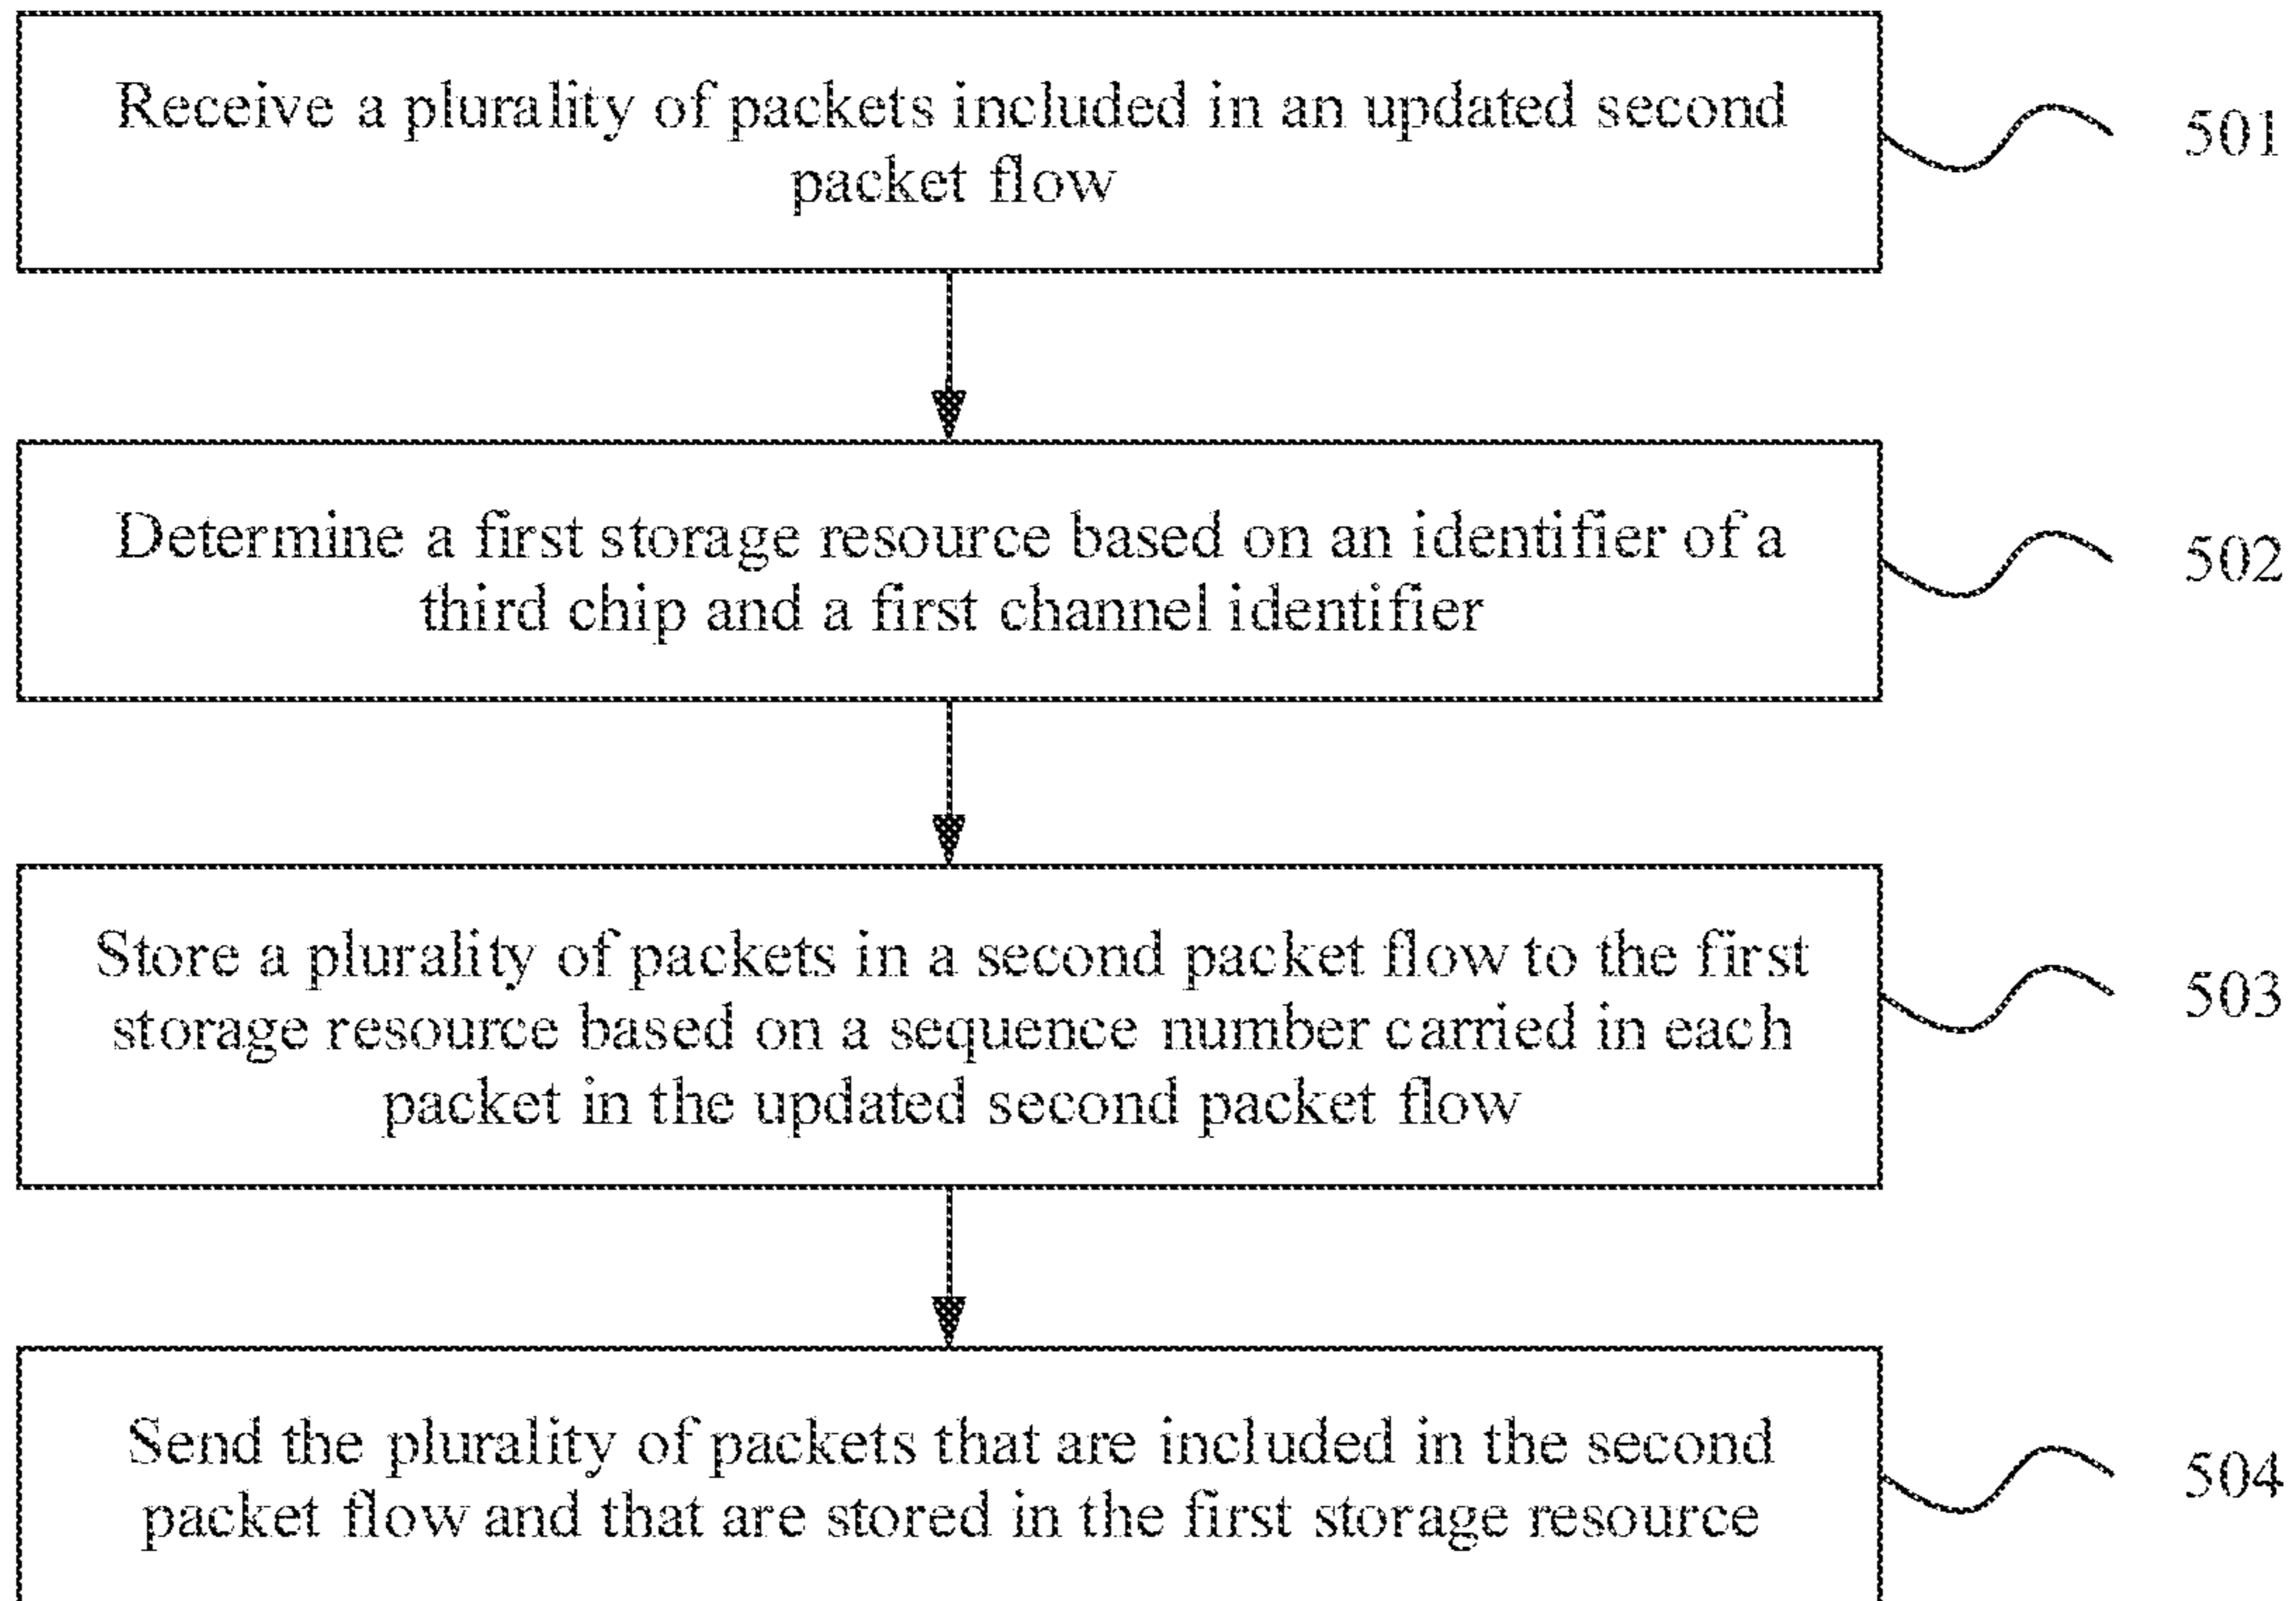 Receive a plurality of packets included in an updated second
packet flow
501
Determine a first storage resource based on an identifier of a
third chip and a first channel identifier
502
Store a plurality of packets in a second packet flow to the first
storage resource based on a sequence number carried in each
packet in the updated second packet flow
503
Send the plurality of packets that are included in the second
packet flow and that are stored in the first storage resource
504